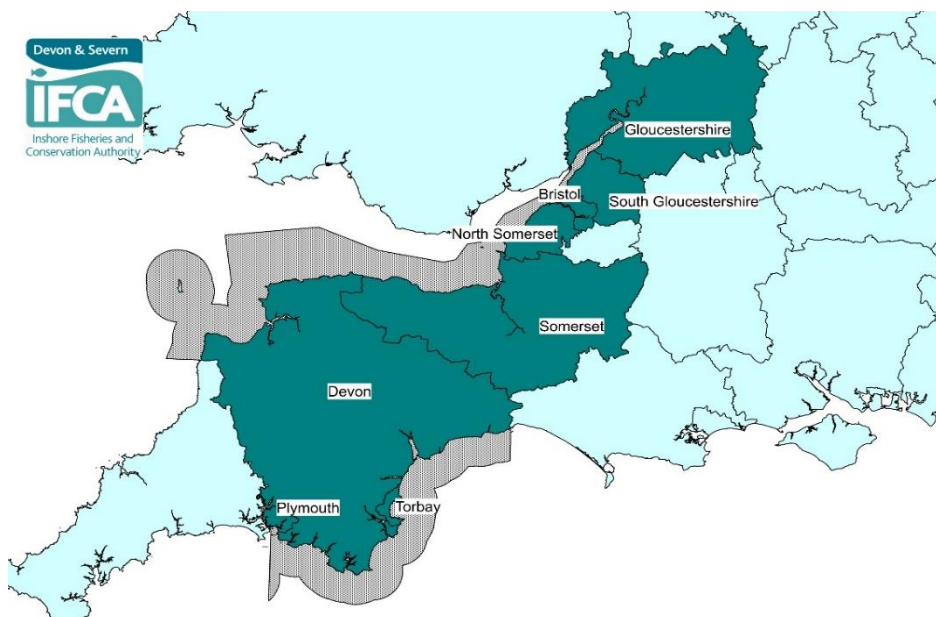 Devon & Severn
IFCA
Inshore Fisheries and
Conservation Authority
Gloucestershire
Bristol
South Gloucestershire
North Somerset
Somerset
Devon
Plymouth
Torbay